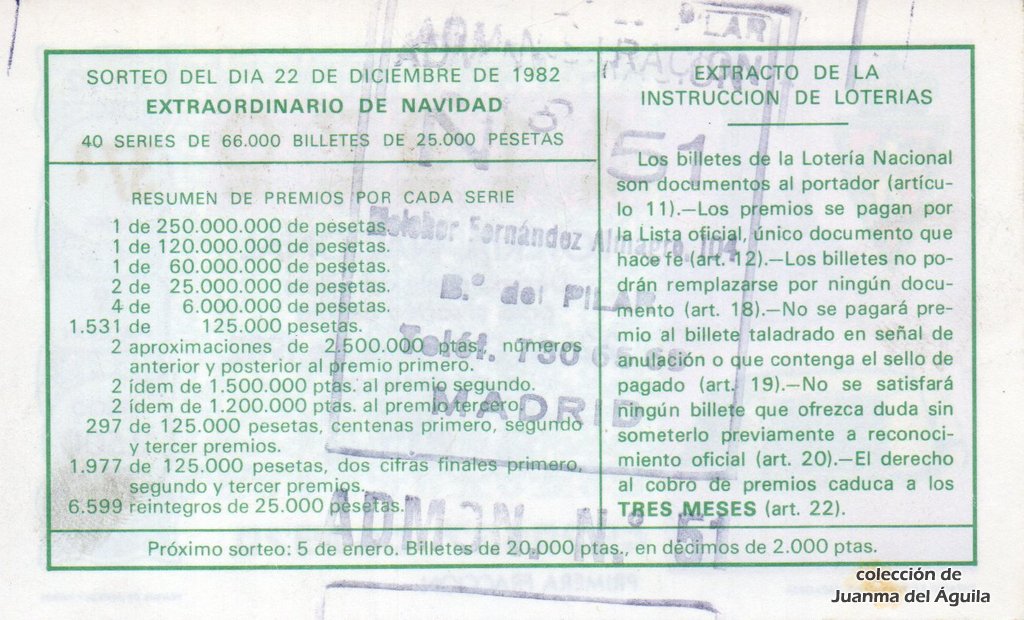 SORTEO DEL DIA 22 DE DICIEMBRE DE 1982
EXTRAORDINARIO DE NAVIDAD
40 SERIES DE 66.000 BILLETES DE 25.000 PESETAS
RESUMEN DE PREMIOS POR CADA SERIE
1 de 250.000.000 de pesetas.
1 de 120.000.000 de pesetas.
1 de 60.000.000 de pesetas.
2 de 25.000.000 de pesetas.
4 de 6.000.000 de pesetas.
1.531 de 125.000 pesetas.
2 aproximaciones de 2.500.000 ptas. números
anterior y posterior al premio primero.
2 ídem de 1.500.000 ptas. al premio segundo.
2 ídem de 1.200.000 ptas. al premio tercero.
297 de 125.000 pesetas, centenas primero, segundo
y tercer premios.
1.977 de 125.000 pesetas, dos cifras finales primero,
segundo y tercer premios.
6.599 reintegros de 25.000 pesetas.
EXTRACTO DE LA
INSTRUCCION DE LOTERIAS
Los billetes de la Lotería Nacional
son documentos al portador (artícu-
lo 11).—Los premios se pagan por
la Lista oficial, único documento que
hace fe (art. 12).—Los billetes no po-
drán remplazarse por ningún docu-
mento (art. 18).—No se pagará pre-
mio al billete taladrado en señal de
anulación o que contenga el sello de
pagado (art. 19).—No se satisfará
ningún billete que ofrezca duda sin
someterlo previamente a reconoci-
miento oficial (art. 20).—El derecho
al cobro de premios caduca a los
TRES MESES (art. 22).
Próximo sorteo: 5 de enero. Billetes de 20.000 ptas., en décimos de 2.000 ptas.
PILAR
N.º 51
Melchor Fernández Almagro, 104
B.º del PILAR
Teléf. 730
MADRID
ADMON. N.º 51
colección de
Juanma del Águila